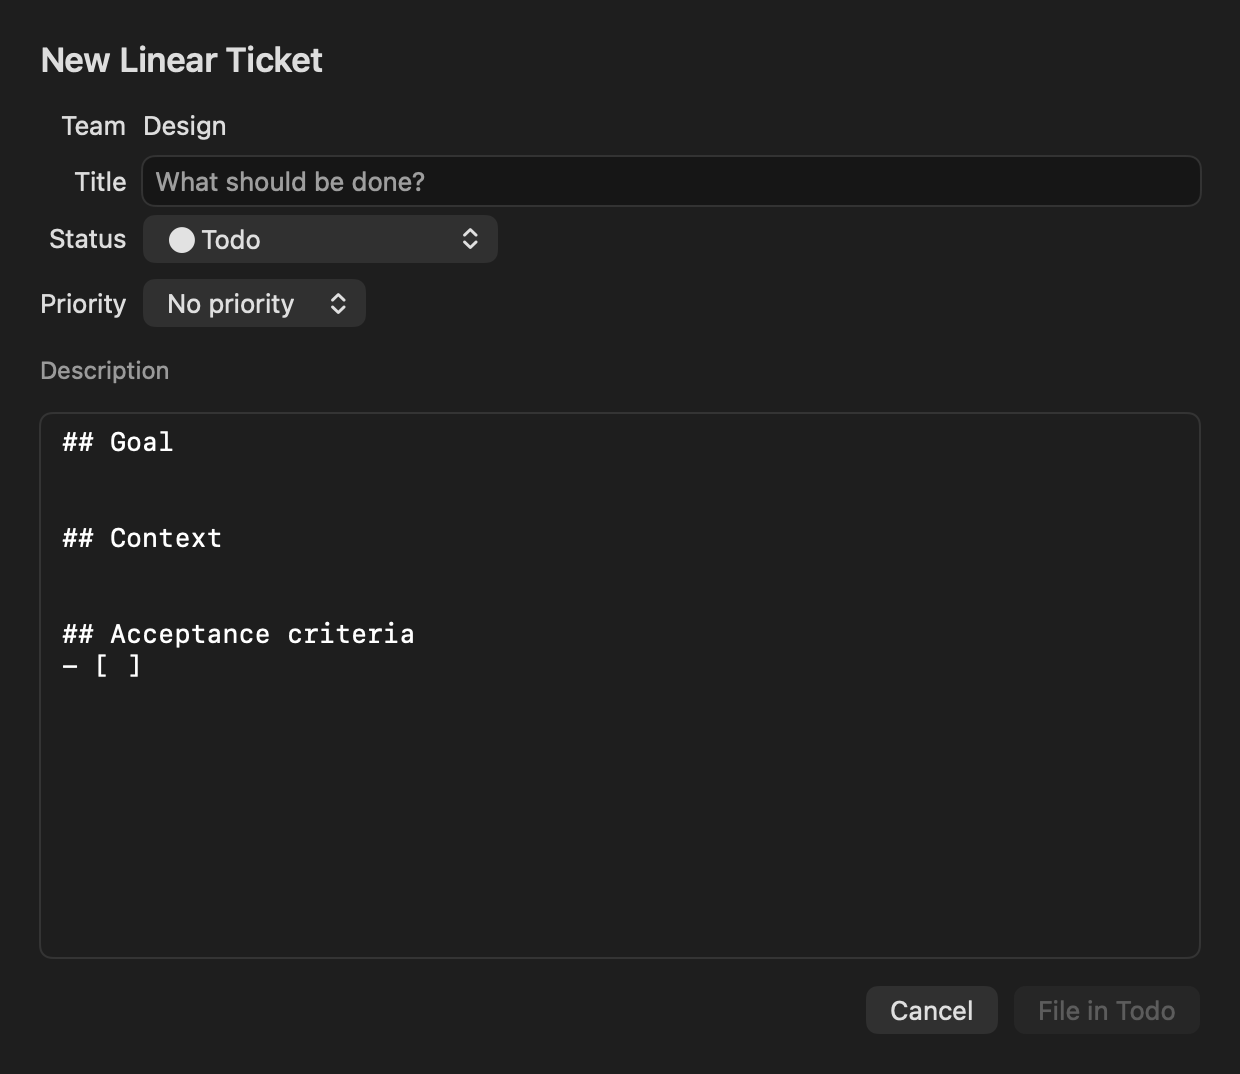 New Linear Ticket
Team Design
Title What should be done?
Status Todo
Priority No priority
Description
## Goal
## Context
## Acceptance criteria
- [ ]
Cancel File in Todo